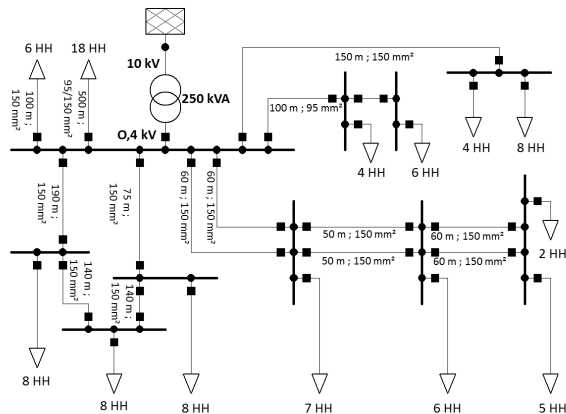 6 HH
18 HH
10 kV
250 kVA
O,4 kV
100 m ;
150 mm²
500 m ;
95/150 mm²
150 m ; 150 mm²
100 m ; 95 mm²
4 HH
6 HH
4 HH
8 HH
190 m ;
150 mm²
75 m ;
150 mm²
60 m ;
150 mm²
60 m ;
150 mm²
140 m ;
150 mm²
140 m ;
150 mm²
50 m ; 150 mm²
60 m ; 150 mm²
50 m ; 150 mm²
60 m ; 150 mm²
2 HH
8 HH
8 HH
8 HH
7 HH
6 HH
5 HH